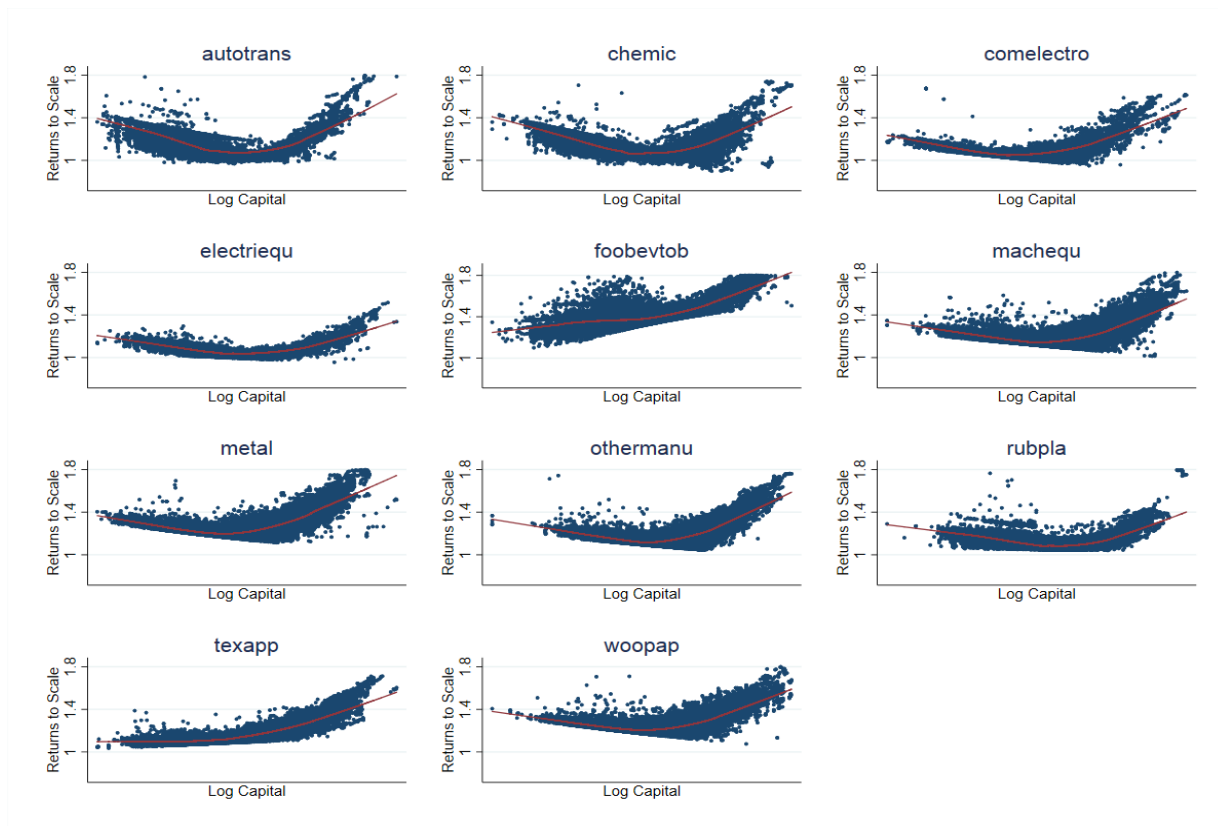 autotrans
Returns to Scale
1 1.4 1.8
Log Capital
chemic
Returns to Scale
1 1.4 1.8
Log Capital
comelectro
Returns to Scale
1 1.4 1.8
Log Capital
electriequ
Returns to Scale
1 1.4 1.8
Log Capital
foobevtob
Returns to Scale
1 1.4 1.8
Log Capital
machequ
Returns to Scale
1 1.4 1.8
Log Capital
metal
Returns to Scale
1 1.4 1.8
Log Capital
othermanu
Returns to Scale
1 1.4 1.8
Log Capital
rubpla
Returns to Scale
1 1.4 1.8
Log Capital
texapp
Returns to Scale
1 1.4 1.8
Log Capital
woopap
Returns to Scale
1 1.4 1.8
Log Capital